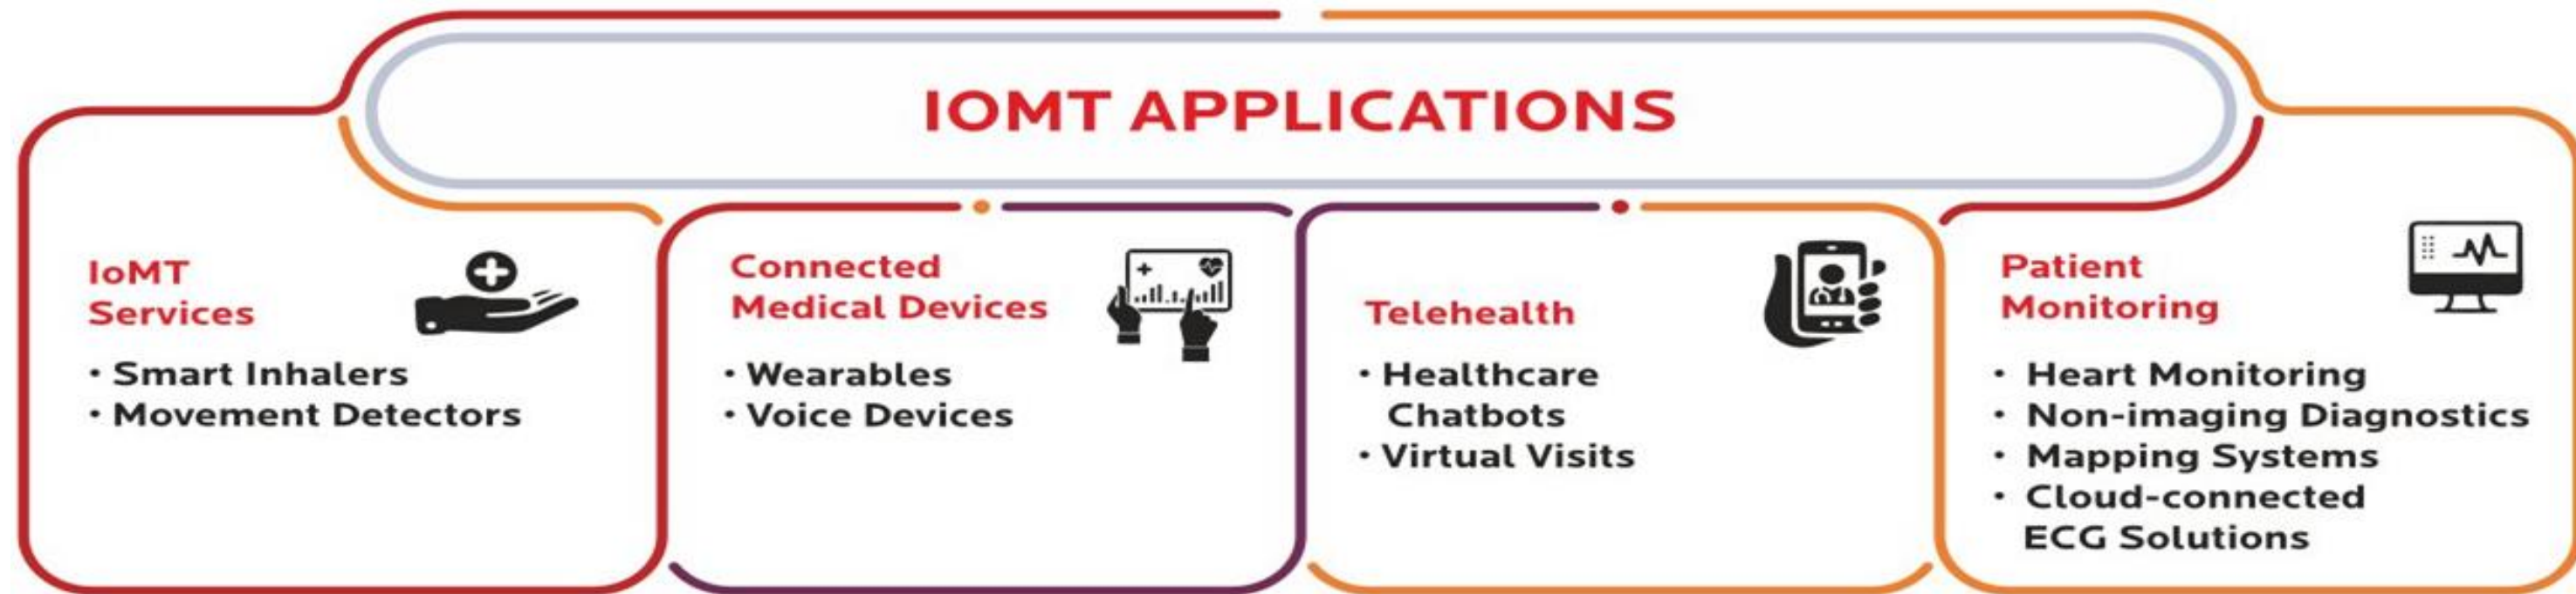 IOMT APPLICATIONS
IoMT
Services
• Smart Inhalers
• Movement Detectors
Connected
Medical Devices
• Wearables
• Voice Devices
Telehealth
• Healthcare
Chatbots
• Virtual Visits
Patient
Monitoring
• Heart Monitoring
• Non-imaging Diagnostics
• Mapping Systems
• Cloud-connected
ECG Solutions